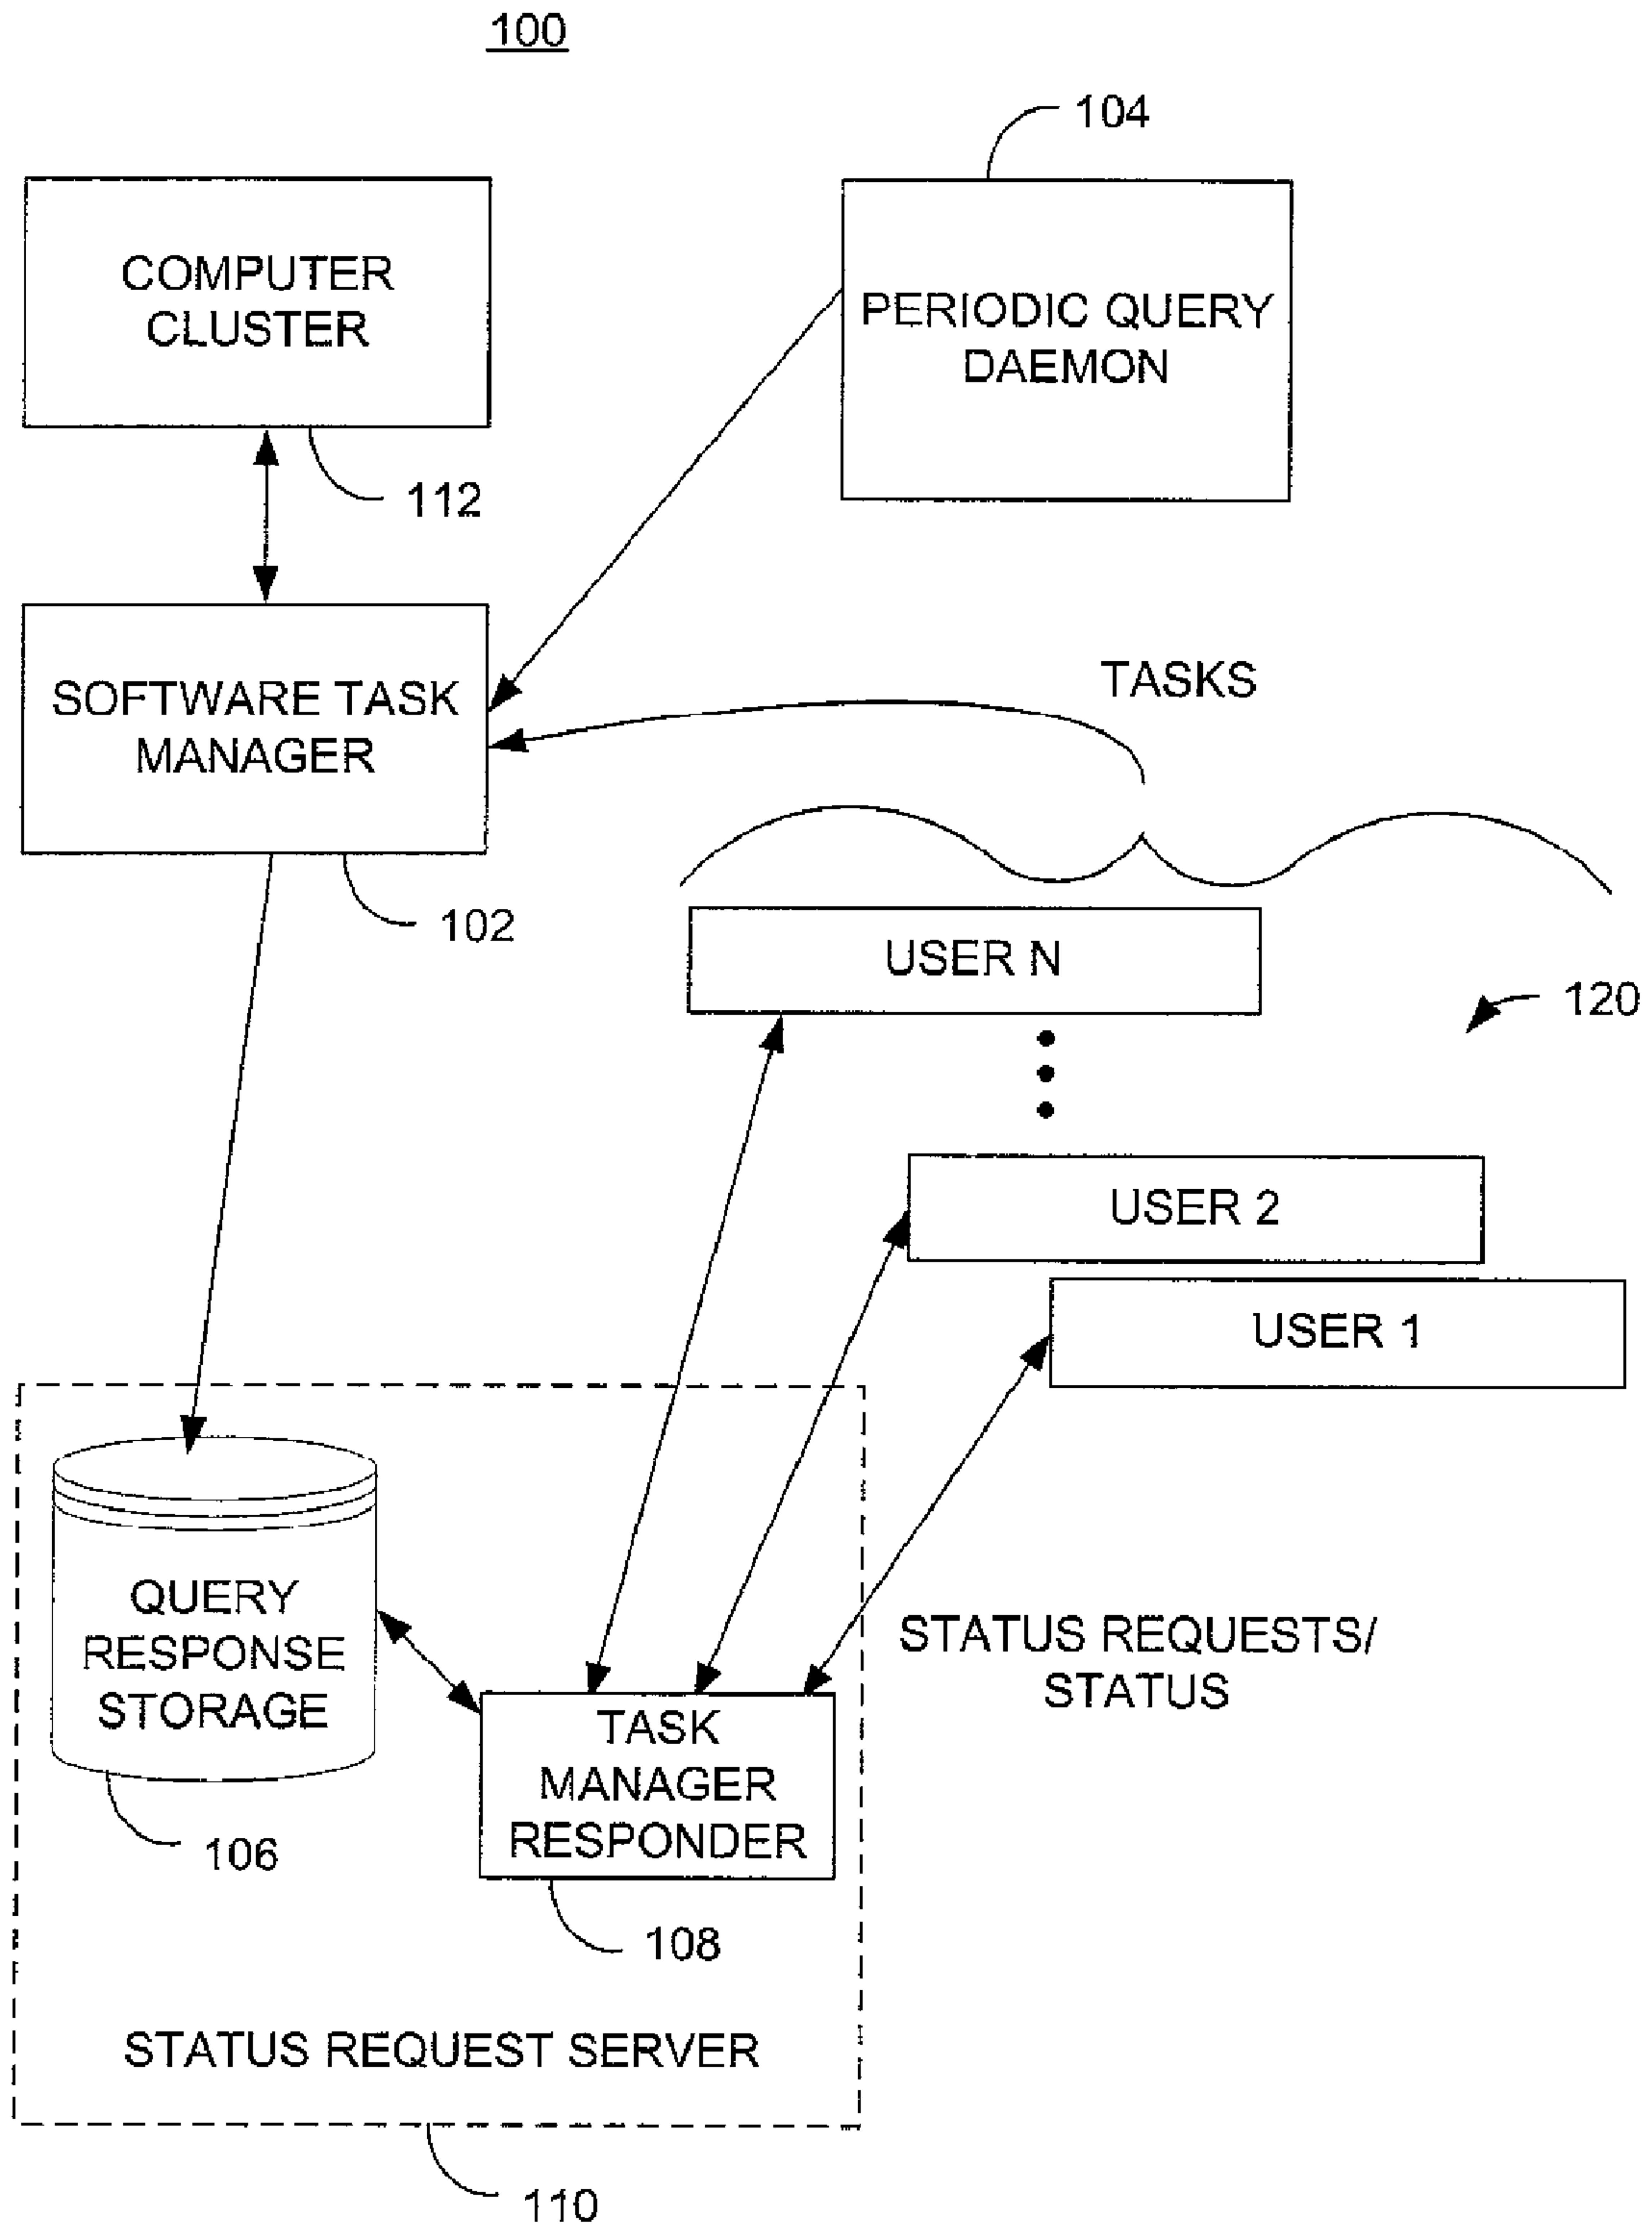 100
104
COMPUTER
CLUSTER
PERIODIC QUERY
DAEMON
112
SOFTWARE TASK
MANAGER
TASKS
102
USER N
120
USER 2
USER 1
QUERY
RESPONSE
STORAGE
STATUS REQUESTS/
STATUS
TASK
MANAGER
RESPONDER
106
108
STATUS REQUEST SERVER
110